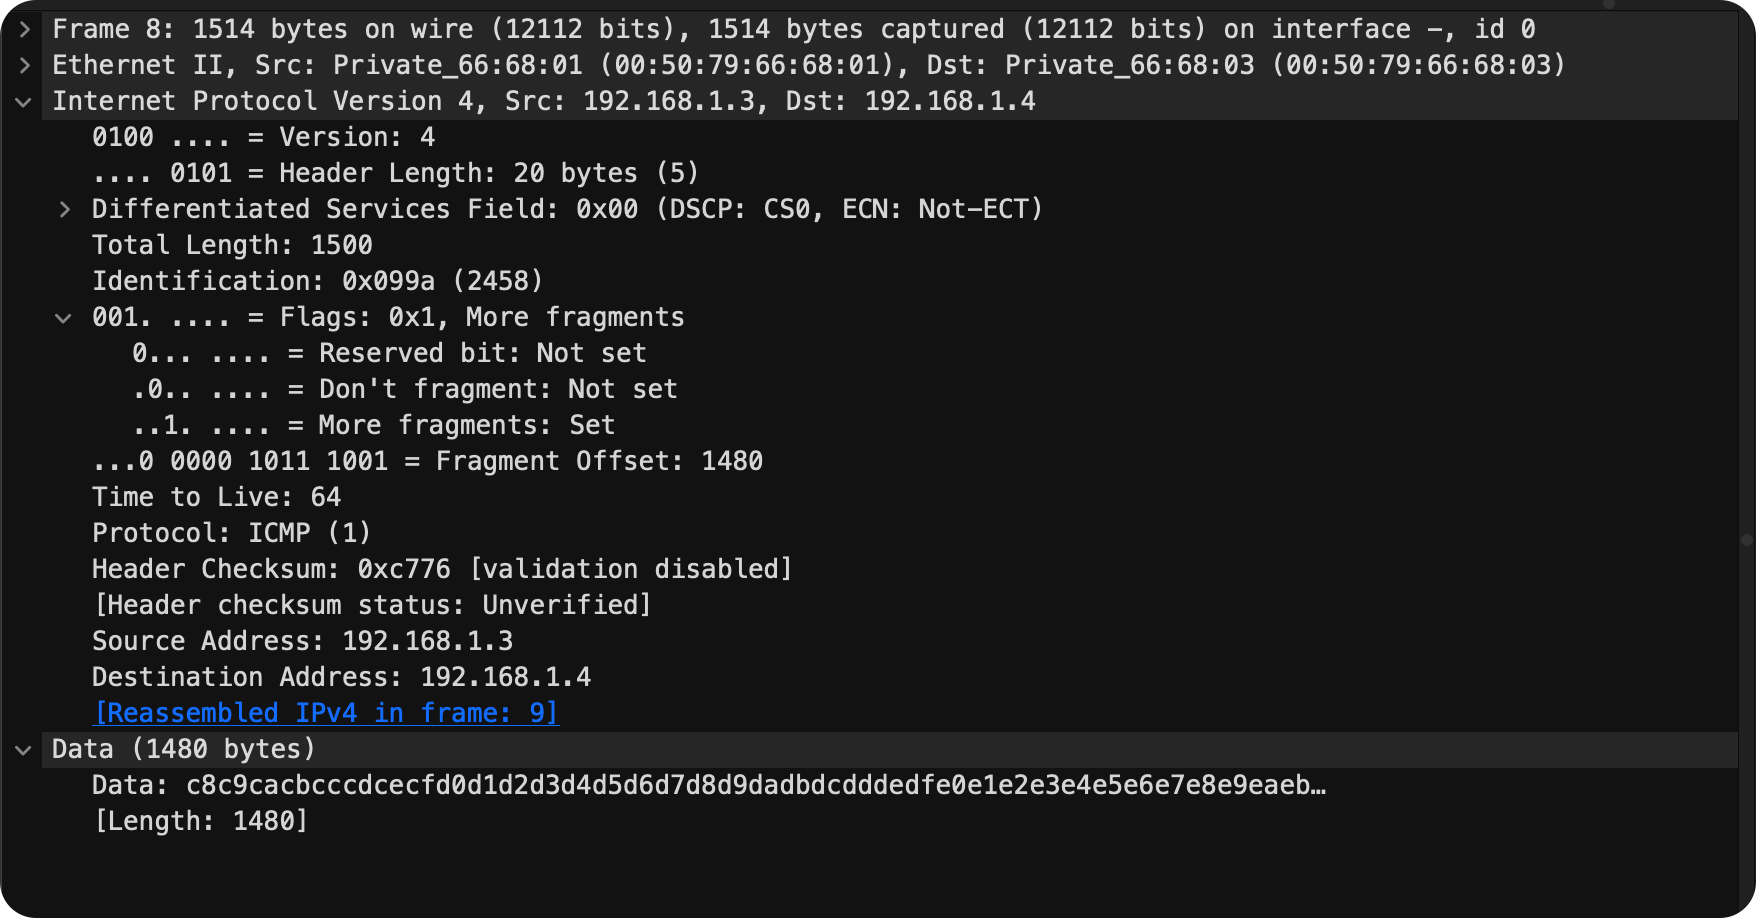 Frame 8: 1514 bytes on wire (12112 bits), 1514 bytes captured (12112 bits) on interface -, id 0
Ethernet II, Src: Private_66:68:01 (00:50:79:66:68:01), Dst: Private_66:68:03 (00:50:79:66:68:03)
Internet Protocol Version 4, Src: 192.168.1.3, Dst: 192.168.1.4
0100 .... = Version: 4
.... 0101 = Header Length: 20 bytes (5)
Differentiated Services Field: 0x00 (DSCP: CS0, ECN: Not-ECT)
Total Length: 1500
Identification: 0x099a (2458)
001. .... = Flags: 0x1, More fragments
0... .... = Reserved bit: Not set
.0.. .... = Don't fragment: Not set
..1. .... = More fragments: Set
...0 0000 1011 1001 = Fragment Offset: 1480
Time to Live: 64
Protocol: ICMP (1)
Header Checksum: 0xc776 [validation disabled]
[Header checksum status: Unverified]
Source Address: 192.168.1.3
Destination Address: 192.168.1.4
[Reassembled IPv4 in frame: 9]
Data (1480 bytes)
Data: c8c9cacbcccdcecfd0d1d2d3d4d5d6d7d8d9dadbdcdddedfe0e1e2e3e4e5e6e7e8e9eaeb…
[Length: 1480]